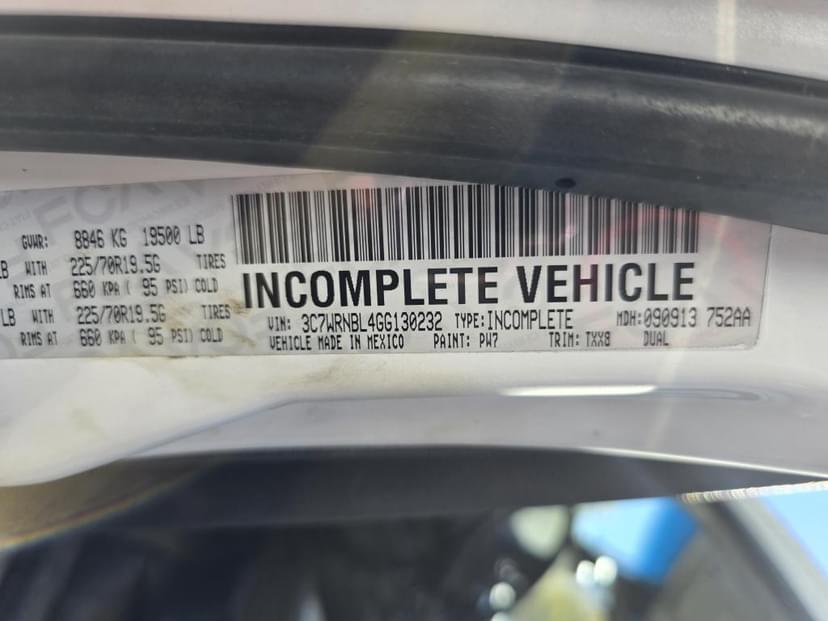 GVWR: 8846 KG 19500 LB
LB WITH 225/70R19.5G TIRES
RIMS AT 660 KPA ( 95 PSI) COLD
LB WITH 225/70R19.5G TIRES
RIMS AT 660 KPA ( 95 PSI) COLD
INCOMPLETE VEHICLE
VIN: 3C7WRNBL4GG130232 TYPE:INCOMPLETE MDH:090913 752AA
VEHICLE MADE IN MEXICO PAINT: PW7 TRIM: TXX8 DUAL